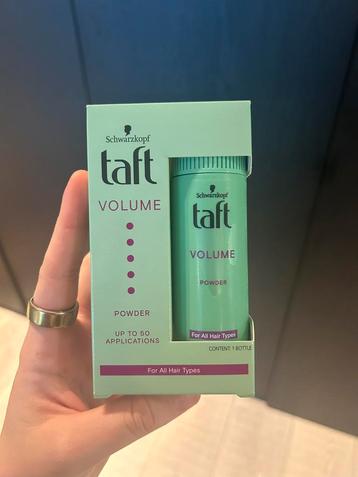 Schwarzkopf
taft
VOLUME
POWDER
UP TO 50
APPLICATIONS
For All Hair Types
Schwarzkopf
taft
VOLUME
POWDER
For All Hair Types
CONTENT: 1 BOTTLE